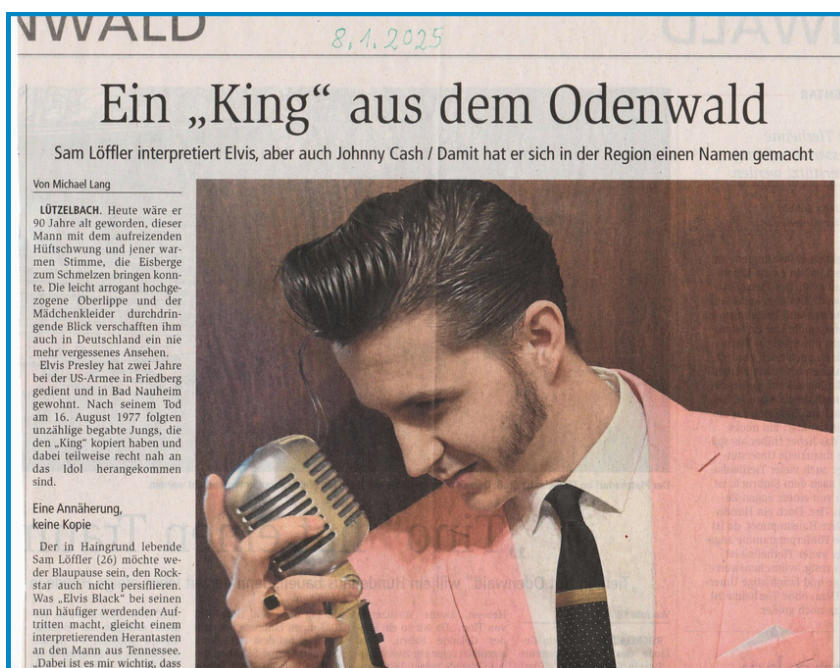 NWALD
8.1.2025
Ein „King“ aus dem Odenwald
Sam Löffler interpretiert Elvis, aber auch Johnny Cash / Damit hat er sich in der Region einen Namen gemacht
Von Michael Lang
LÜTZELBACH. Heute wäre er
90 Jahre alt geworden, dieser
Mann mit dem aufreizenden
Hüftschwung und jener war-
men Stimme, die Eisberge
zum Schmelzen bringen konn-
te. Die leicht arrogant hochge-
zogene Oberlippe und der
Mädchenkleider durchdrin-
gende Blick verschafften ihm
auch in Deutschland ein nie
mehr vergessenes Ansehen.
Elvis Presley hat zwei Jahre
bei der US-Armee in Friedberg
gedient und in Bad Nauheim
gewohnt. Nach seinem Tod
am 16. August 1977 folgten
unzählige begabte Jungs, die
den „King“ kopiert haben und
dabei teilweise recht nah an
das Idol herangekommen
sind.
Eine Annäherung,
keine Kopie
Der in Haingrund lebende
Sam Löffler (26) möchte we-
der Blaupause sein, den Rock-
star auch nicht persiflieren.
Was „Elvis Black“ bei seinen
nun häufiger werdenden Auf-
tritten macht, gleicht einem
interpretierenden Herantasten
an den Mann aus Tennessee.
„Dabei ist es mir wichtig, dass